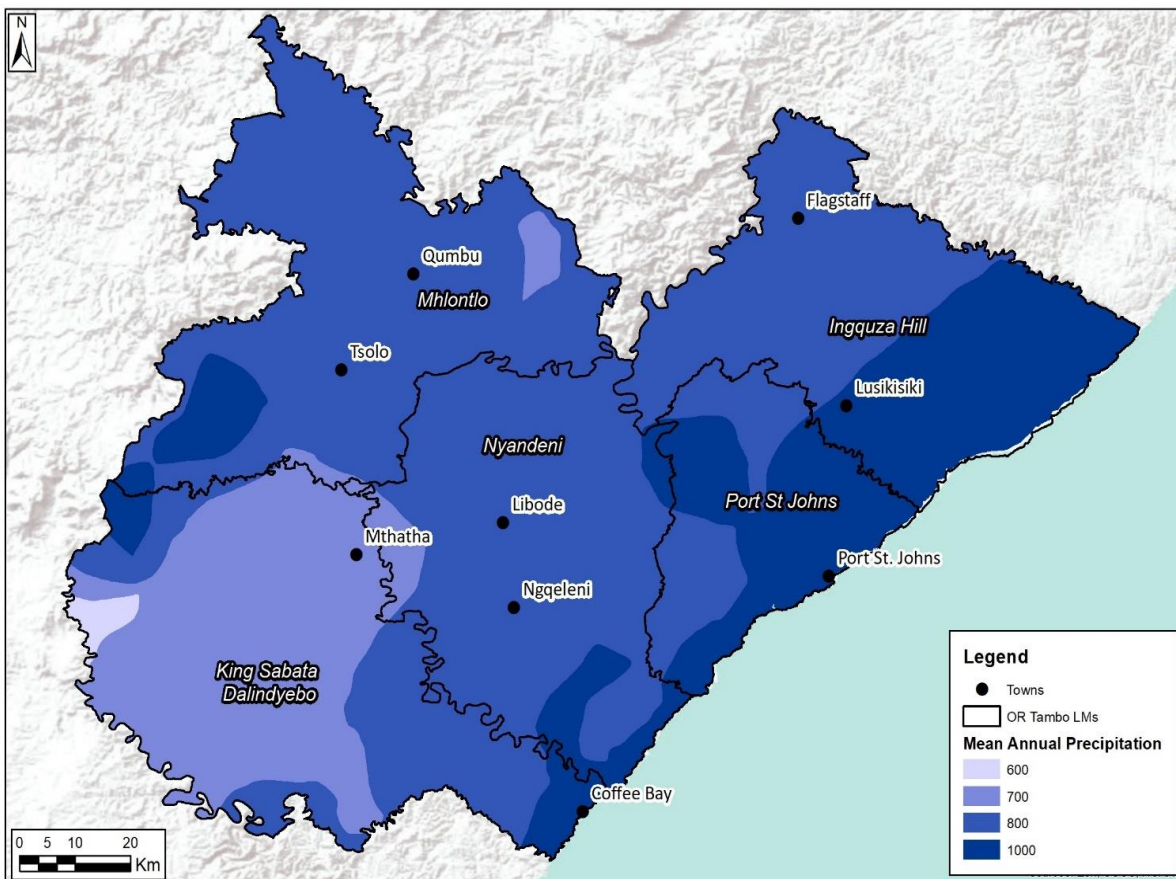 N
Flagstaff
Qumbu
Mhlontlo
Ingquza Hill
Tsolo
Lusikisiki
Nyandeni
Port St Johns
Libode
Mthatha
Port St. Johns
Ngqeleni
King Sabata
Dalindyebo
Coffee Bay
Legend
Towns
OR Tambo LMs
Mean Annual Precipitation
600
700
800
1000
0 5 10 20
Km